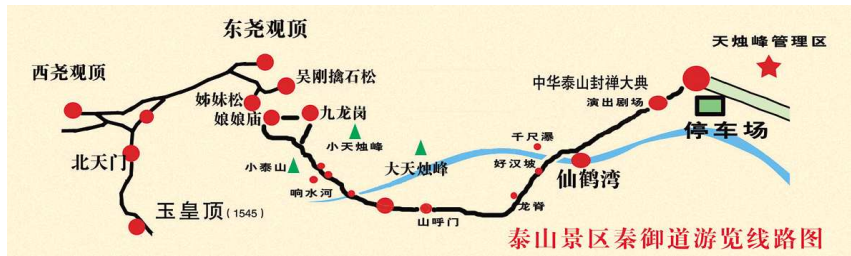 东尧观顶
西尧观顶
吴刚擒石松
姊妹松
娘娘庙
九龙岗
小天烛峰
大天烛峰
小泰山
响水河
北天门
玉皇顶(1545)
山呼门
龙脊
好汉坡
千尺瀑
仙鹤湾
中华泰山封禅大典
演出剧场
天烛峰管理区
停车场
泰山景区秦御道游览线路图